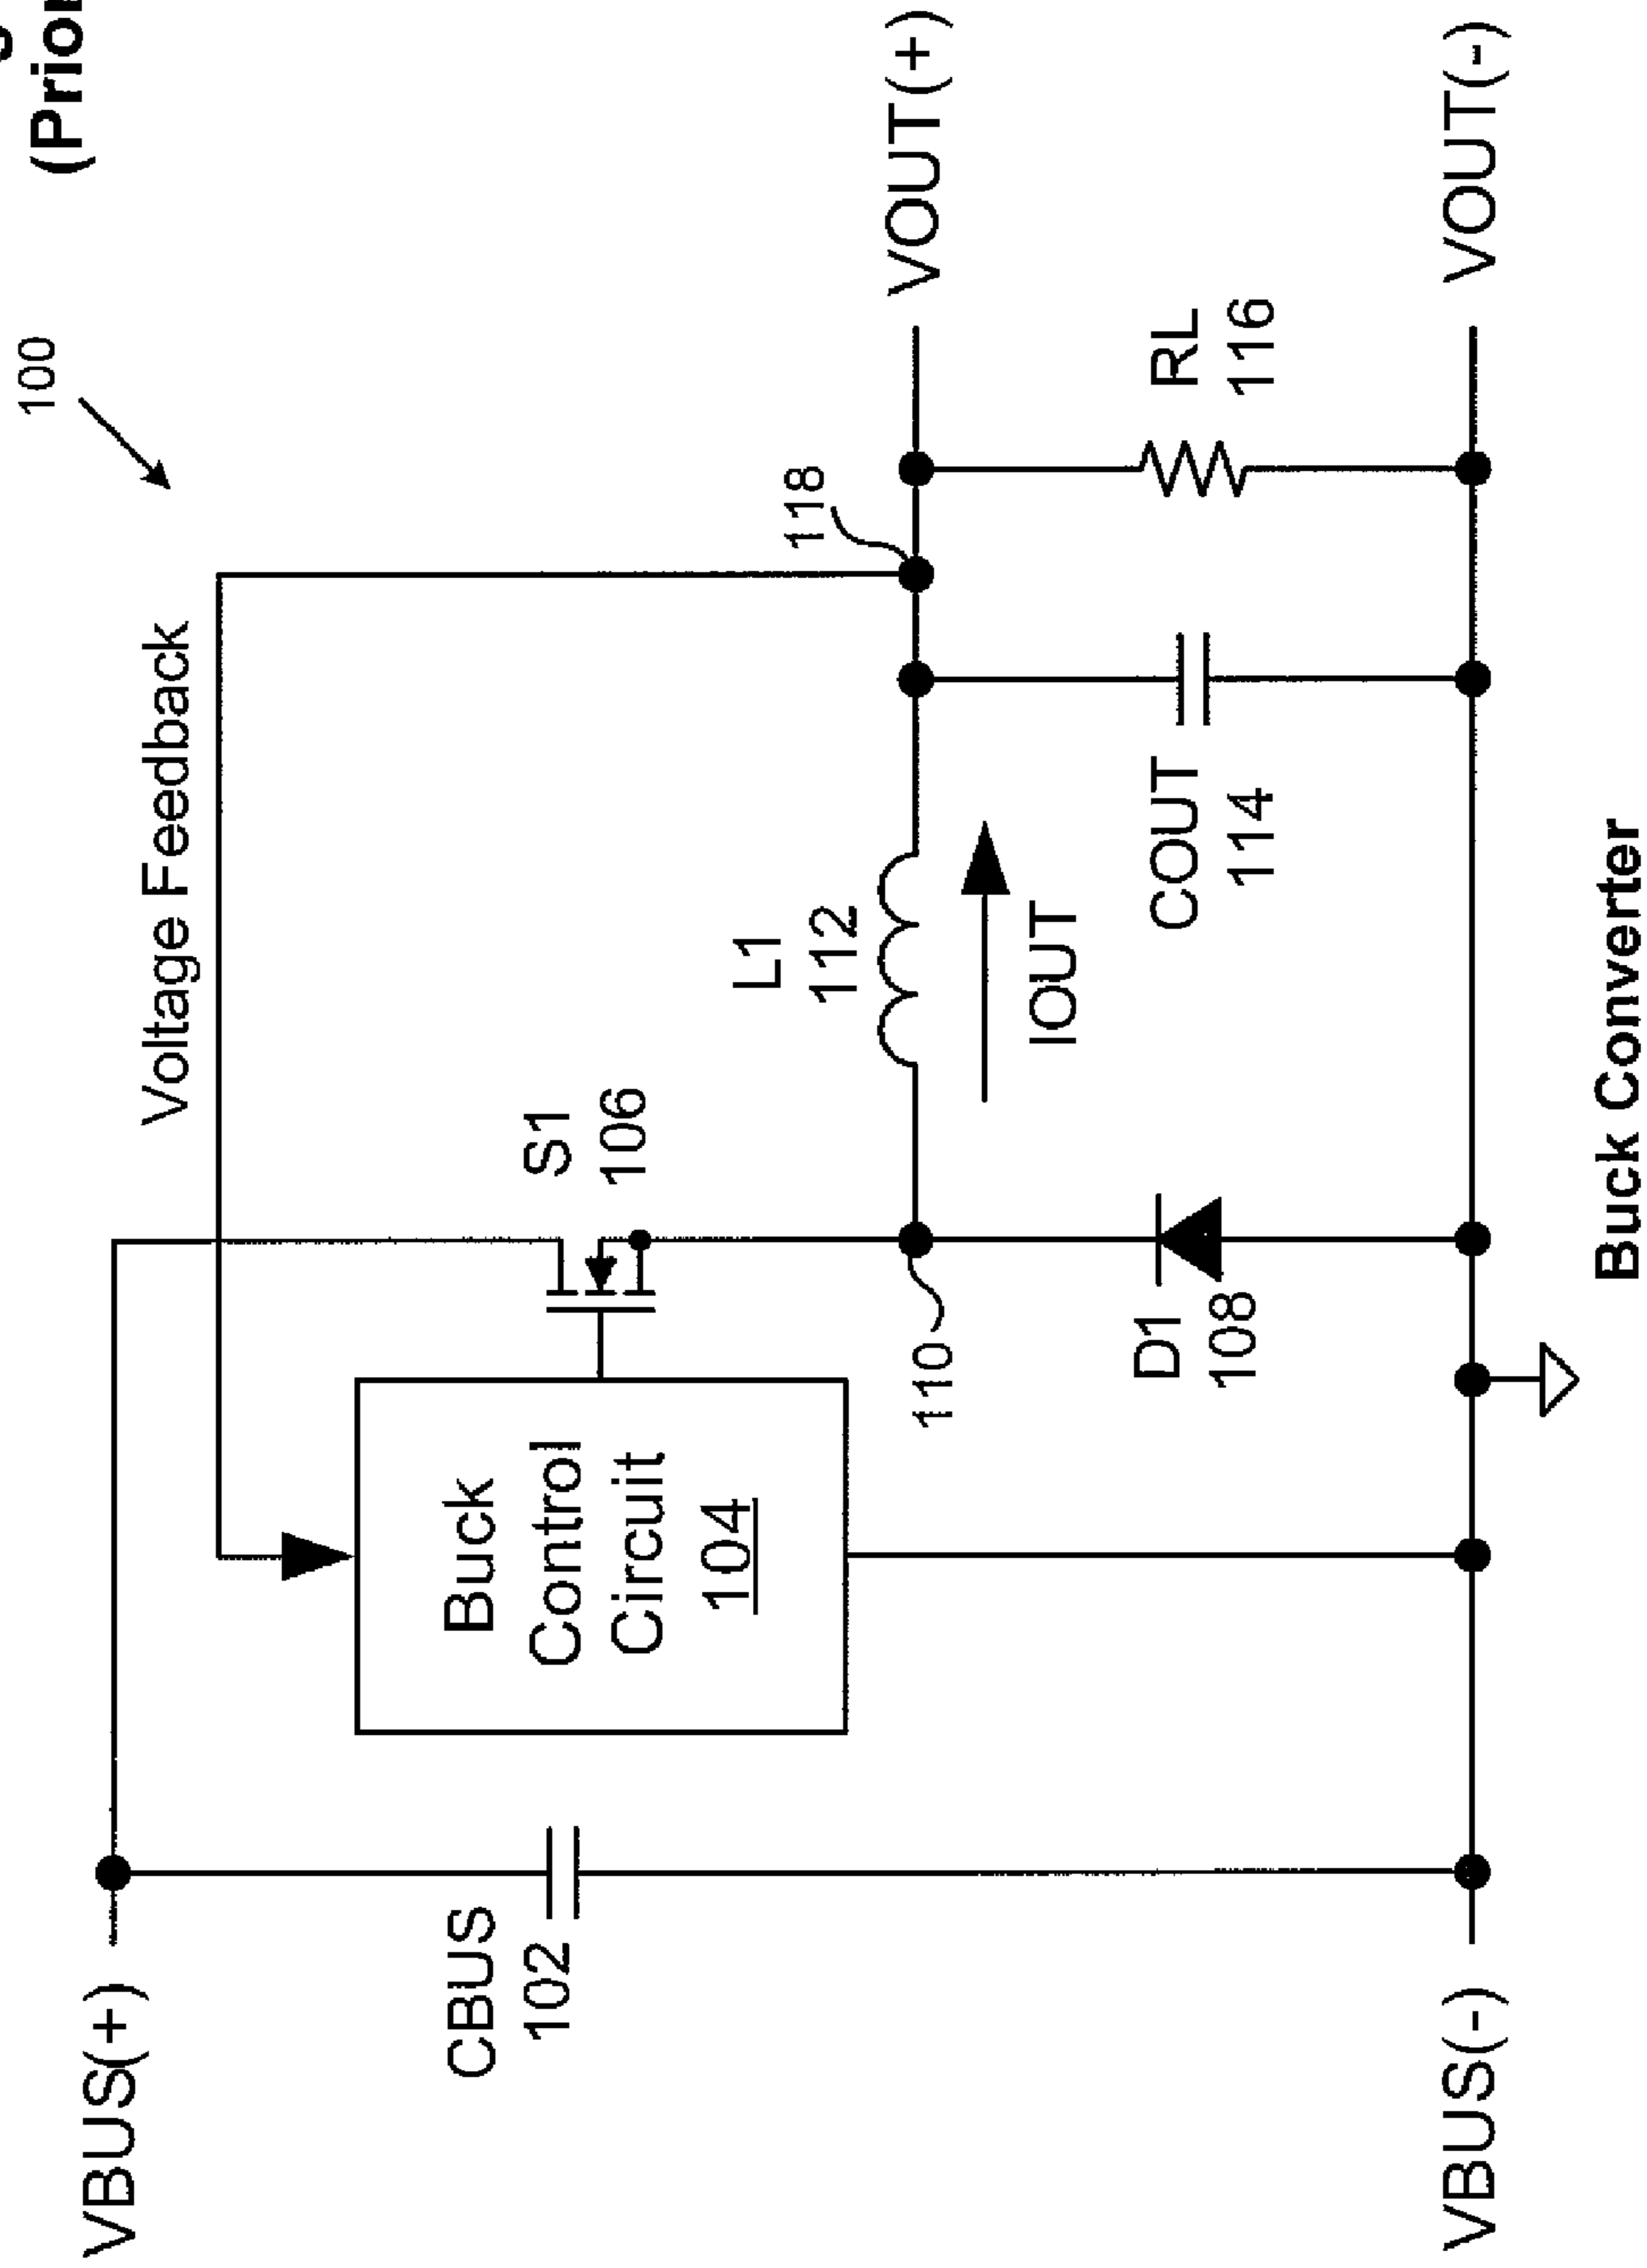 (Prior
100
VBUS(+)
Voltage Feedback
CBUS
102
Buck
Control
Circuit
104
S1
106
L1
112
118
VOUT(+)
110
IOUT
D1
108
COUT
114
RL
116
VBUS(-)
VOUT(-)
Buck Converter